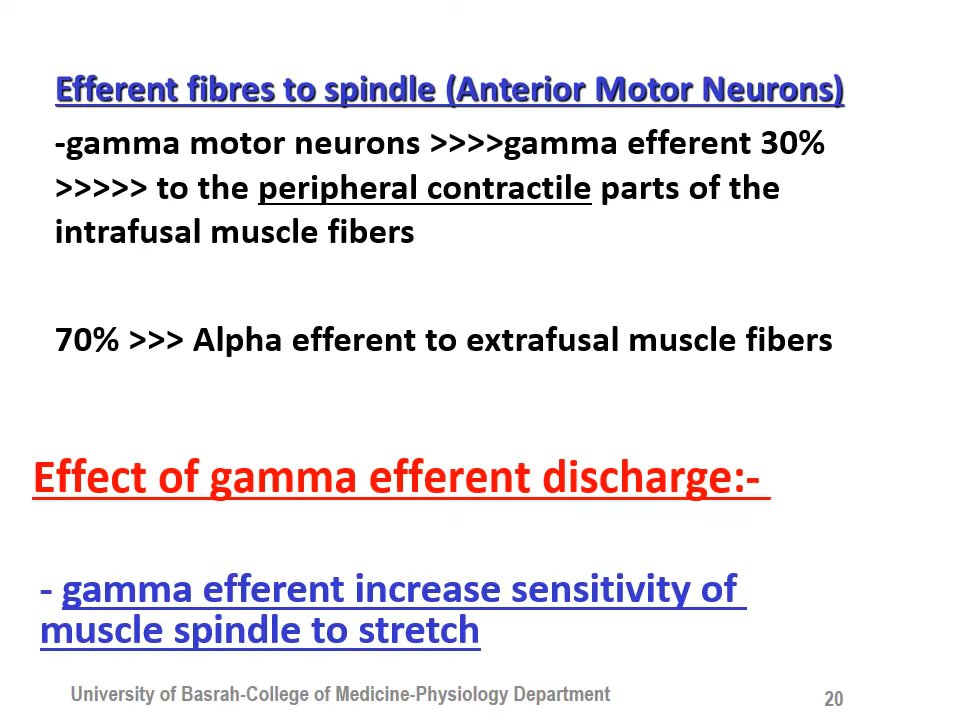 Efferent fibres to spindle (Anterior Motor Neurons)
-gamma motor neurons >>>>gamma efferent 30%
>>>>> to the peripheral contractile parts of the
intrafusal muscle fibers
70% >>> Alpha efferent to extrafusal muscle fibers
Effect of gamma efferent discharge:-
- gamma efferent increase sensitivity of
muscle spindle to stretch
University of Basrah-College of Medicine-Physiology Department
20